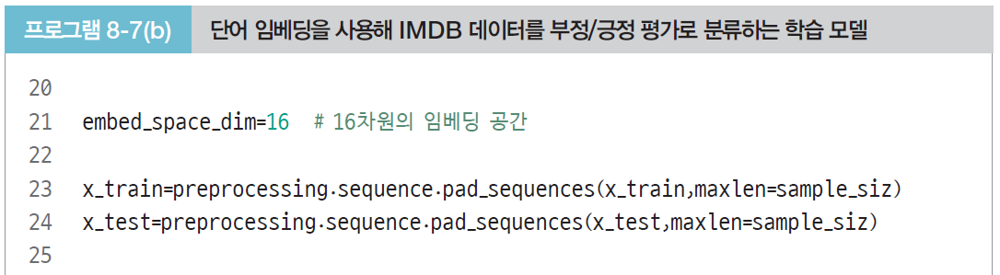 프로그램 8-7(b) 단어 임베딩을 사용해 IMDB 데이터를 부정/긍정 평가로 분류하는 학습 모델
20
21 embed_space_dim=16 # 16차원의 임베딩 공간
22
23 x_train=preprocessing.sequence.pad_sequences(x_train,maxlen=sample_siz)
24 x_test=preprocessing.sequence.pad_sequences(x_test,maxlen=sample_siz)
25